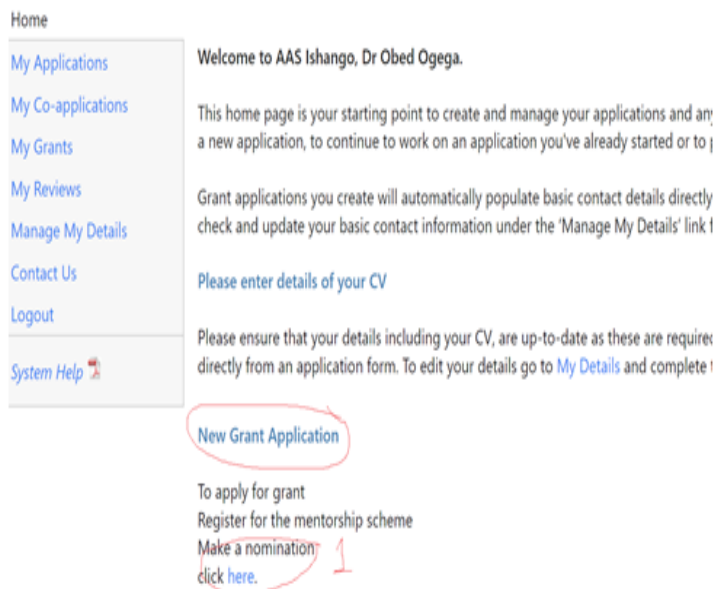 Home
My Applications
My Co-applications
My Grants
My Reviews
Manage My Details
Contact Us
Logout
System Help
Welcome to AAS Ishango, Dr Obed Ogega.
This home page is your starting point to create and manage your applications and any
a new application, to continue to work on an application you've already started or to
Grant applications you create will automatically populate basic contact details directly
check and update your basic contact information under the 'Manage My Details' link
Please enter details of your CV
Please ensure that your details including your CV, are up-to-date as these are required
directly from an application form. To edit your details go to My Details and complete
New Grant Application
To apply for grant
Register for the mentorship scheme
Make a nomination
1
click here.